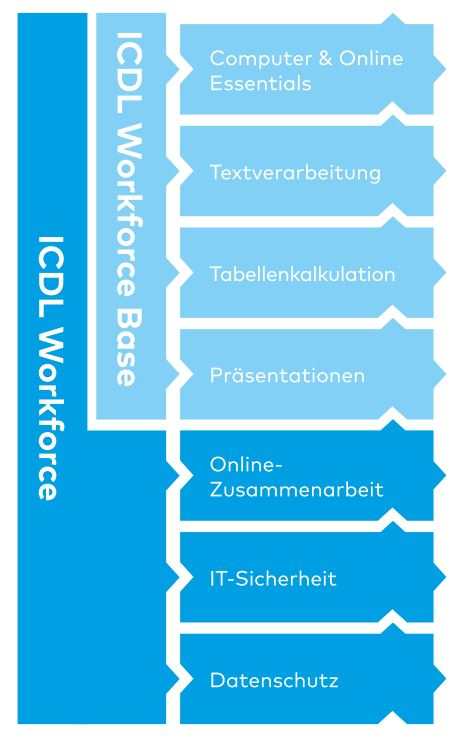 ICDL Workforce
ICDL Workforce Base
Computer & Online
Essentials
Textverarbeitung
Tabellenkalkulation
Präsentationen
Online-
Zusammenarbeit
IT-Sicherheit
Datenschutz